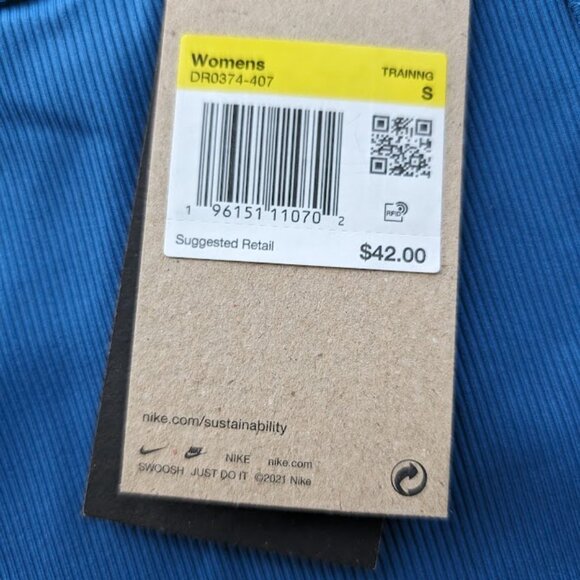 Womens
DR0374-407
TRAINNG
S
1 96151 11070 2
RFID
Suggested Retail
$42.00
nike.com/sustainability
NIKE nike.com
SWOOSH JUST DO IT ©2021 Nike